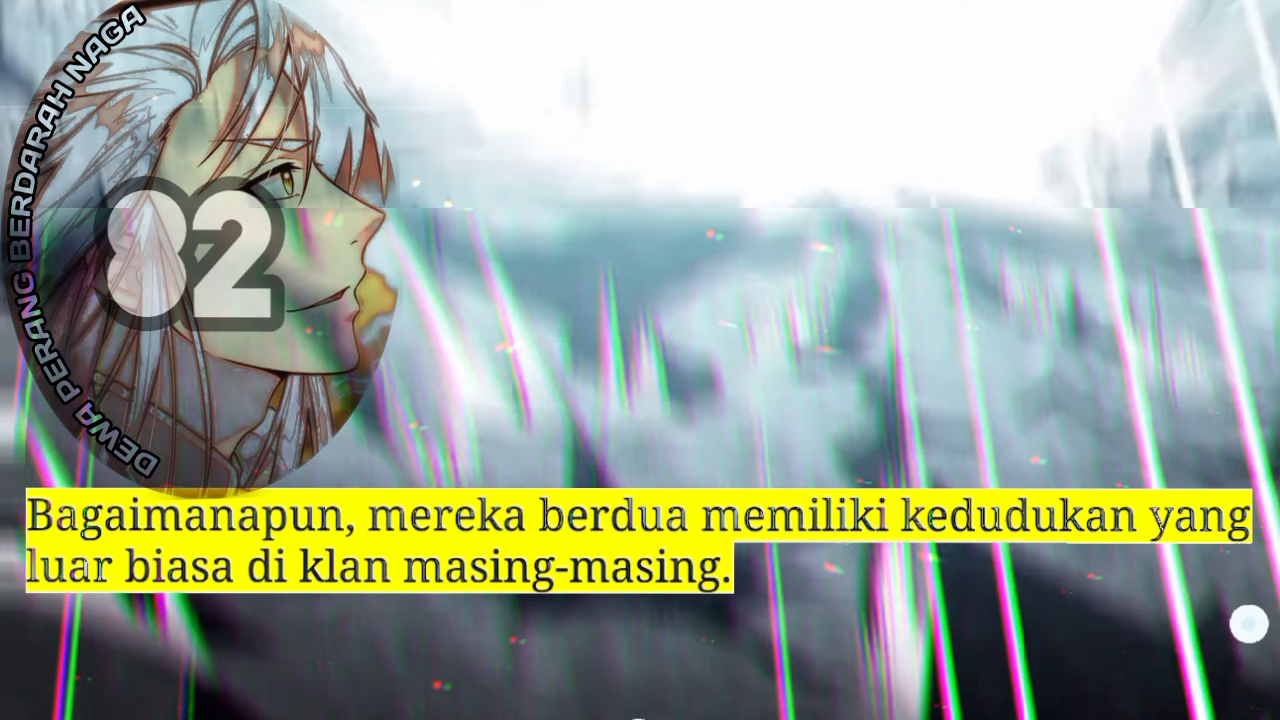 DEWA PERANG BERDARAH NAGA
82
Bagaimanapun, mereka berdua memiliki kedudukan yang
luar biasa di klan masing-masing.